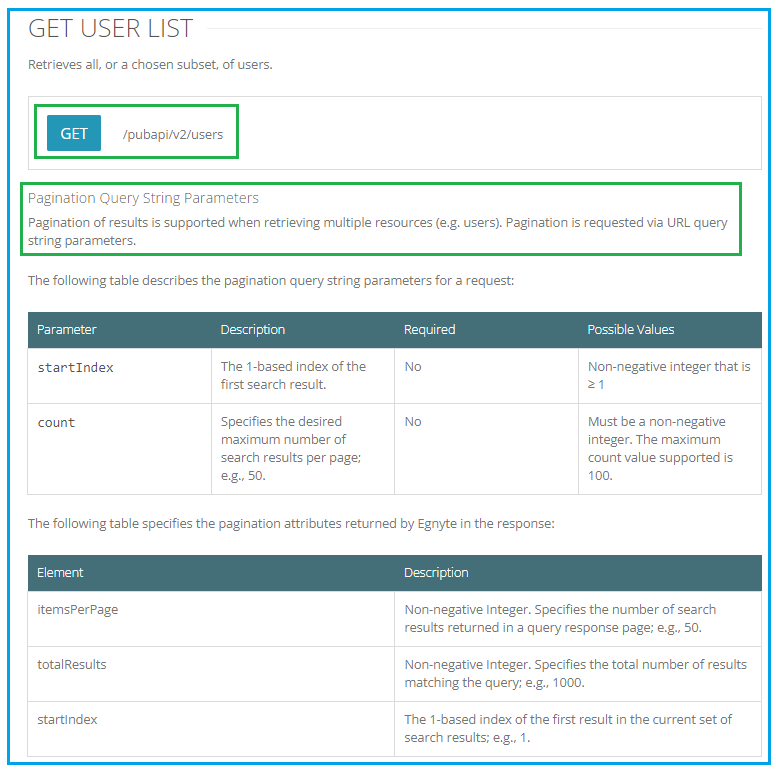 GET USER LIST
Retrieves all, or a chosen subset, of users.
GET /pubapi/v2/users
Pagination Query String Parameters
Pagination of results is supported when retrieving multiple resources (e.g. users). Pagination is requested via URL query
string parameters.
The following table describes the pagination query string parameters for a request:
Parameter Description Required Possible Values
startIndex The 1-based index of the No Non-negative integer that is
first search result. ≥ 1
count Specifies the desired No Must be a non-negative
maximum number of integer. The maximum
search results per page; count value supported is
e.g., 50. 100.
The following table specifies the pagination attributes returned by Egnyte in the response:
Element Description
itemsPerPage Non-negative Integer. Specifies the number of search
results returned in a query response page; e.g., 50.
totalResults Non-negative Integer. Specifies the total number of results
matching the query; e.g., 1000.
startIndex The 1-based index of the first result in the current set of
search results; e.g., 1.